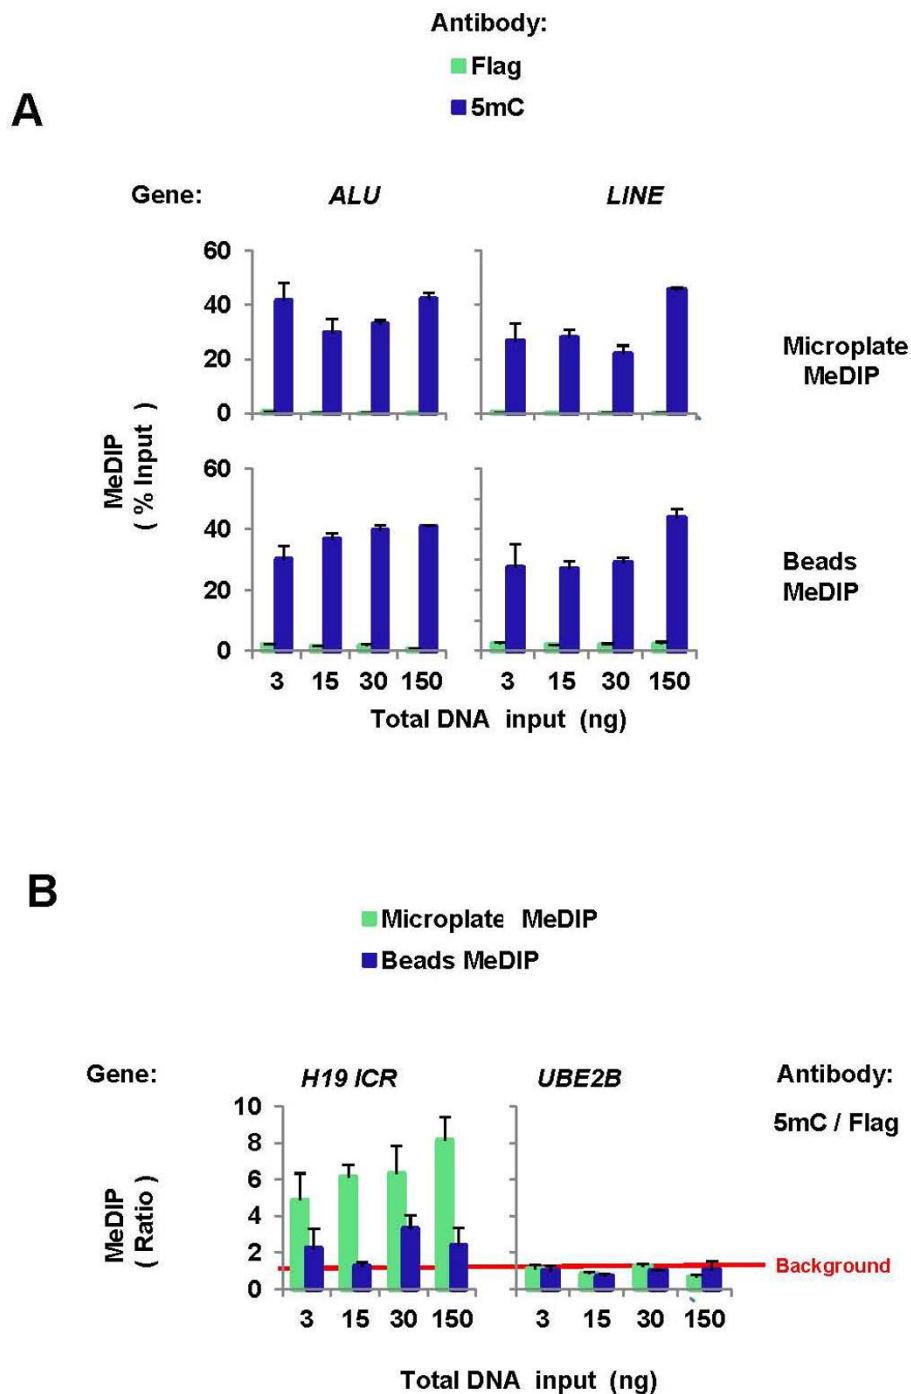 Antibody:
Flag
5mC
A
Gene: ALU LINE
60
40
20
0
Microplate
MeDIP
MeDIP
( % Input )
60
40
20
0
Beads
MeDIP
3 15 30 150 3 15 30 150
Total DNA input (ng)
B
Microplate MeDIP
Beads MeDIP
Gene: H19 ICR UBE2B Antibody:
5mC / Flag
MeDIP
( Ratio )
10
8
6
4
2
0
Background
3 15 30 150 3 15 30 150
Total DNA input (ng)